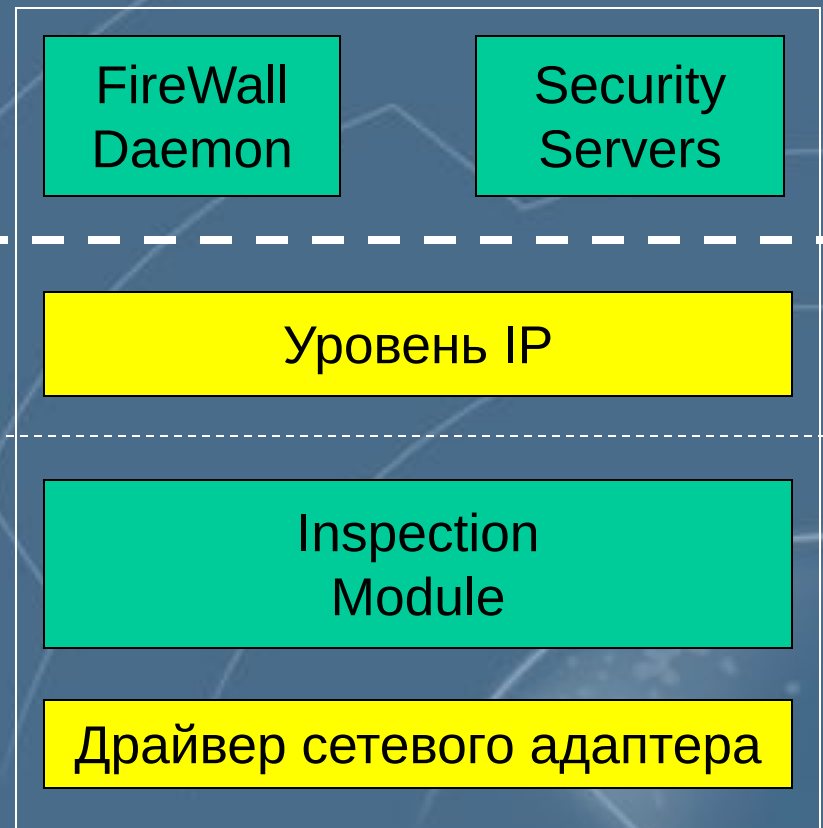 FireWall
Daemon
Security
Servers
Уровень IP
Inspection
Module
Драйвер сетевого адаптера